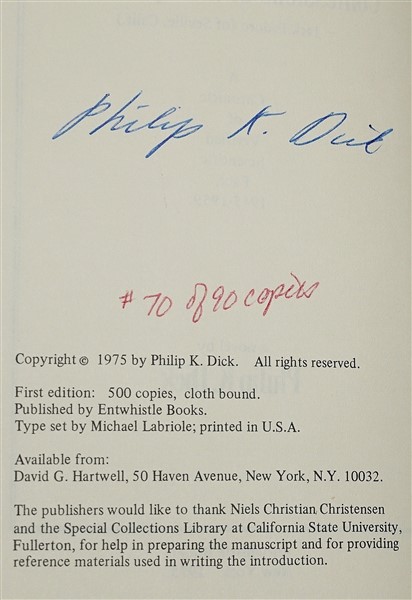 Philip K. Dick
# 70 of 90 copies
Copyright © 1975 by Philip K. Dick. All rights reserved.
First edition: 500 copies, cloth bound.
Published by Entwhistle Books.
Type set by Michael Labriole; printed in U.S.A.
Available from:
David G. Hartwell, 50 Haven Avenue, New York, N.Y. 10032.
The publishers would like to thank Niels Christian Christensen
and the Special Collections Library at California State University,
Fullerton, for help in preparing the manuscript and for providing
reference materials used in writing the introduction.